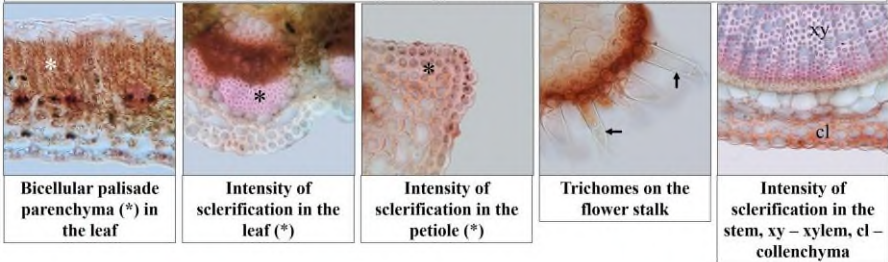 *
Bicellular palisade
parenchyma (*) in
the leaf
*
Intensity of
sclerification in the
leaf (*)
*
Intensity of
sclerification in the
petiole (*)
Trichomes on the
flower stalk
xy
cl
Intensity of
sclerification in the
stem, xy – xylem, cl –
collenchyma